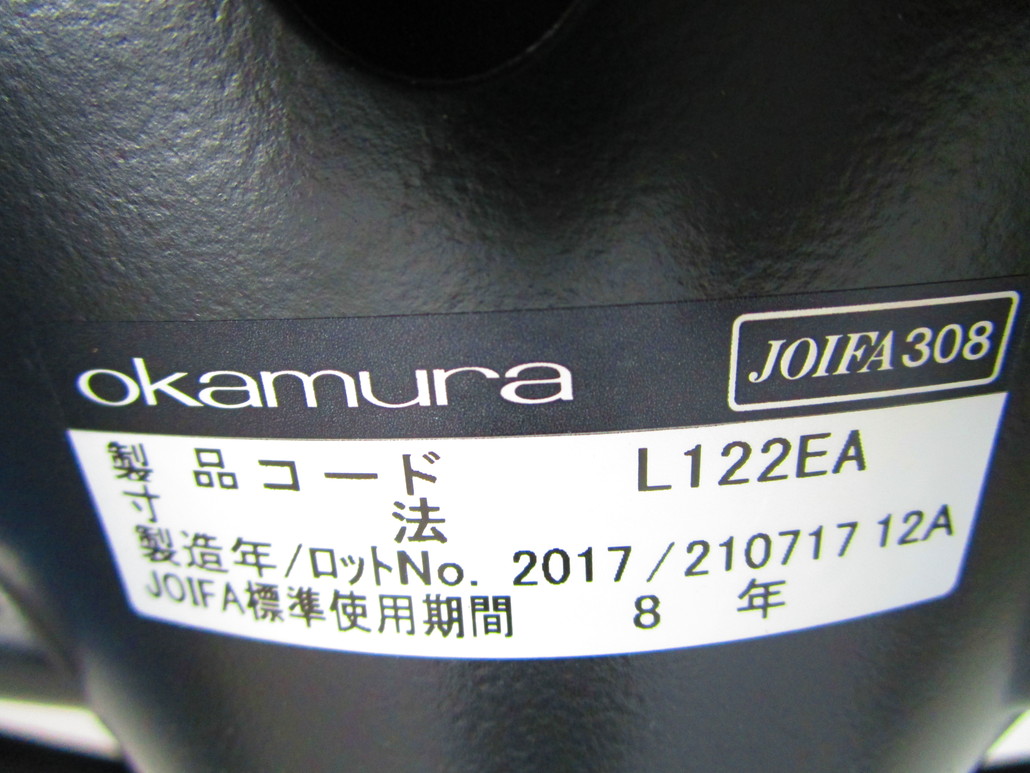 okamura JOIFA308
製品コード L122EA
寸法
製造年/ロットNo. 2017/210717 12A
JOIFA標準使用期間 8年